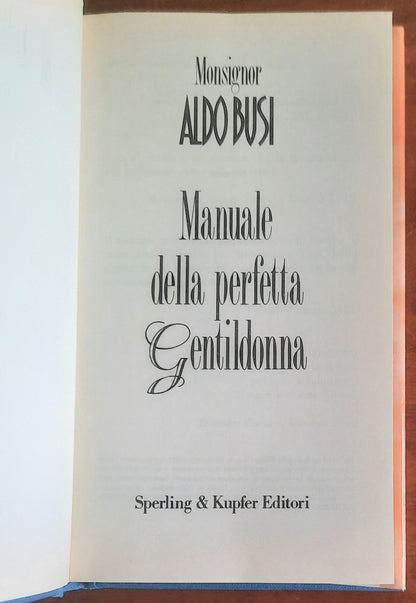 Monsignor
ALDO BUSI
Manuale
della perfetta
Gentildonna
Sperling & Kupfer Editori